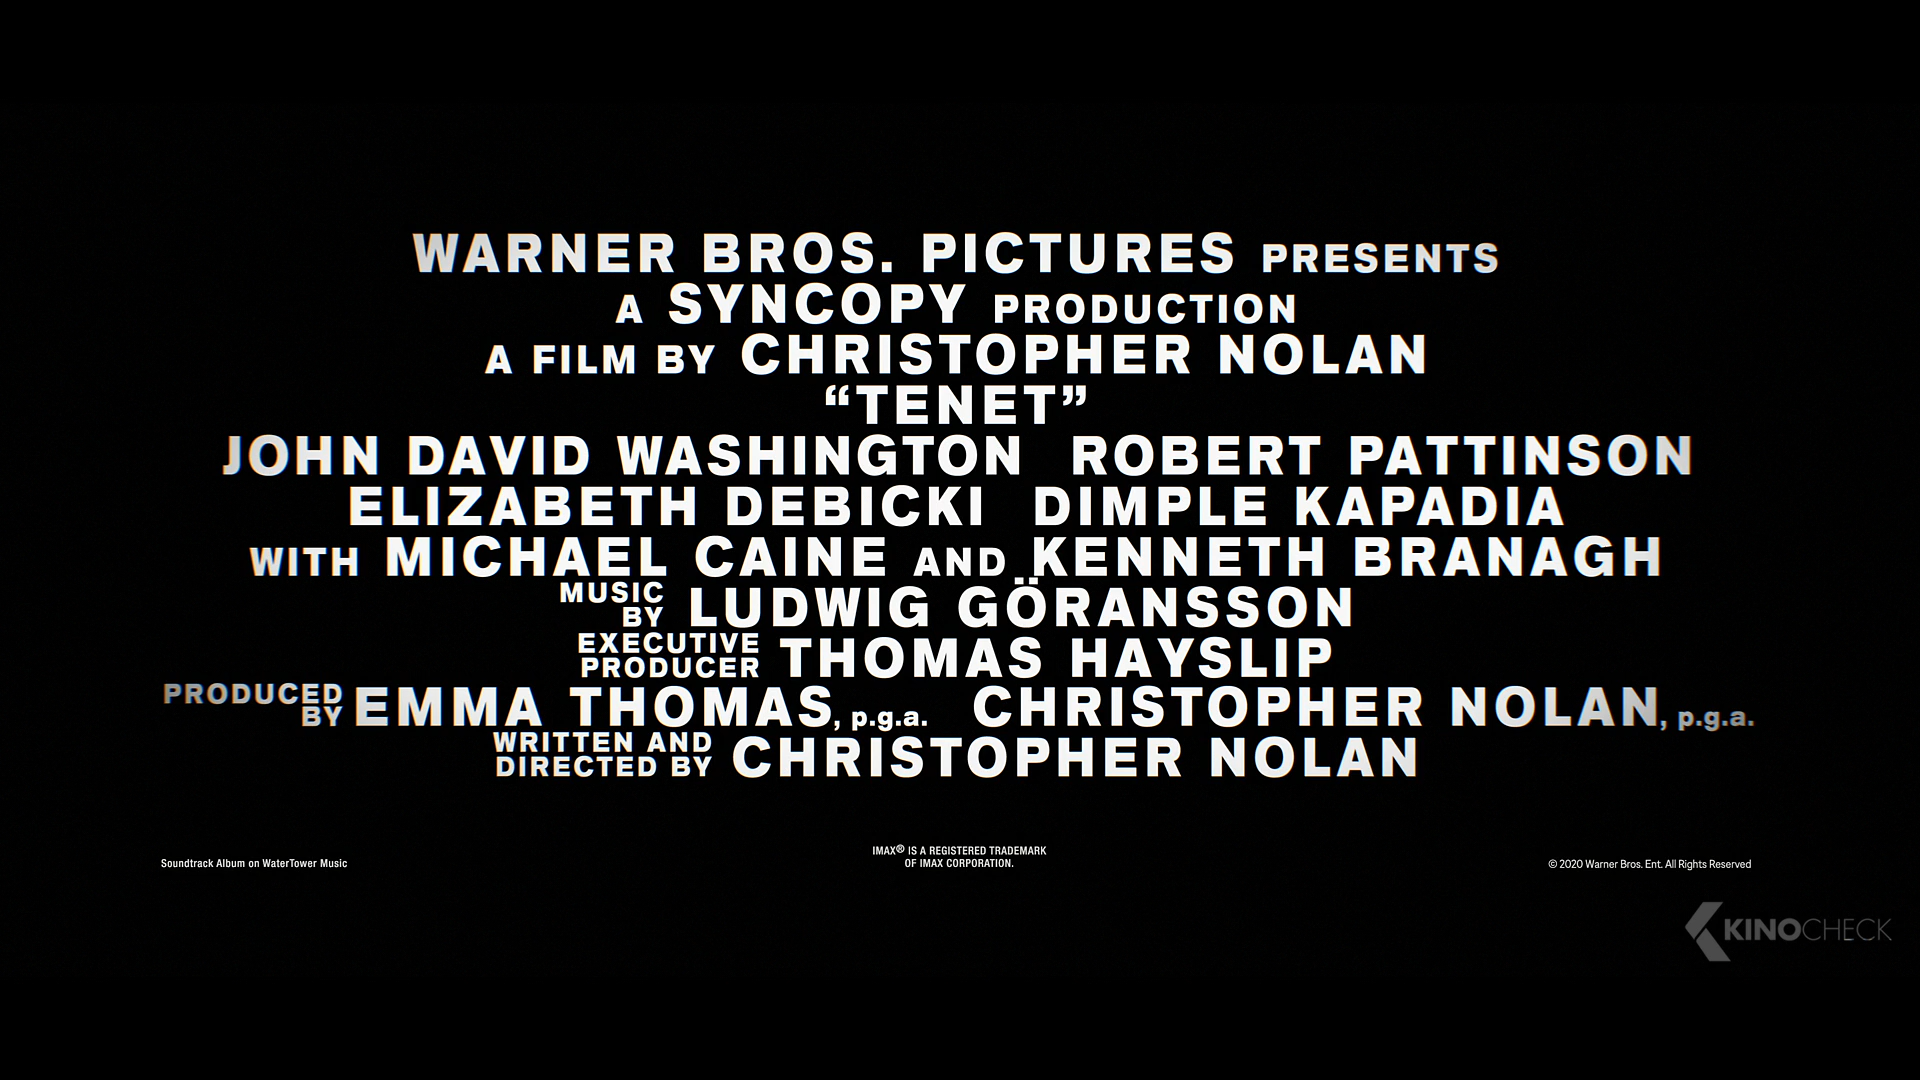 WARNER BROS. PICTURES PRESENTS
A SYNCOPY PRODUCTION
A FILM BY CHRISTOPHER NOLAN
“TENET”
JOHN DAVID WASHINGTON ROBERT PATTINSON
ELIZABETH DEBICKI DIMPLE KAPADIA
WITH MICHAEL CAINE AND KENNETH BRANAGH
MUSIC BY LUDWIG GÖRANSSON
EXECUTIVE PRODUCER THOMAS HAYSLIP
PRODUCED BY EMMA THOMAS, p.g.a. CHRISTOPHER NOLAN, p.g.a.
WRITTEN AND DIRECTED BY CHRISTOPHER NOLAN
Soundtrack Album on WaterTower Music
IMAX® IS A REGISTERED TRADEMARK
OF IMAX CORPORATION.
© 2020 Warner Bros. Ent. All Rights Reserved
KINOCHECK